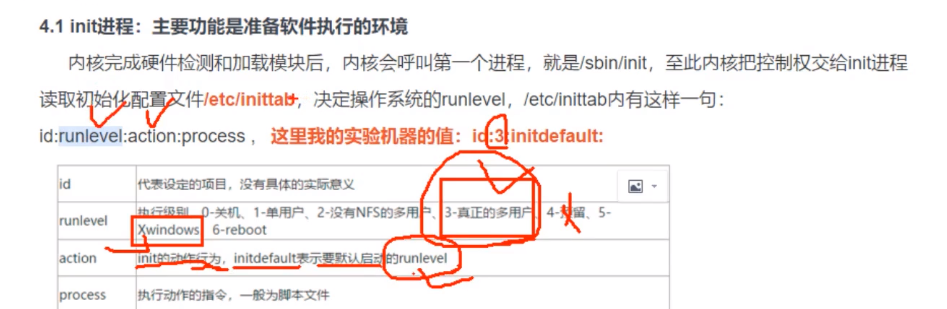 4.1 init进程：主要功能是准备软件执行的环境
内核完成硬件检测和加载模块后，内核会呼叫第一个进程，就是/sbin/init，至此内核把控制权交给init进程
读取初始化配置文件/etc/inittab，决定操作系统的runlevel，/etc/inittab内有这样一句：
id:runlevel:action:process ，这里我的实验机器的值：id:3:initdefault:
id 代表设定的项目，没有具体的实际意义
runlevel 执行级别，0-关机、1-单用户、2-没有NFS的多用户、3-真正的多用户、4-预留、5-
Xwindows、6-reboot
action init的动作行为，initdefault表示要默认启动的runlevel
process 执行动作的指令，一般为脚本文件